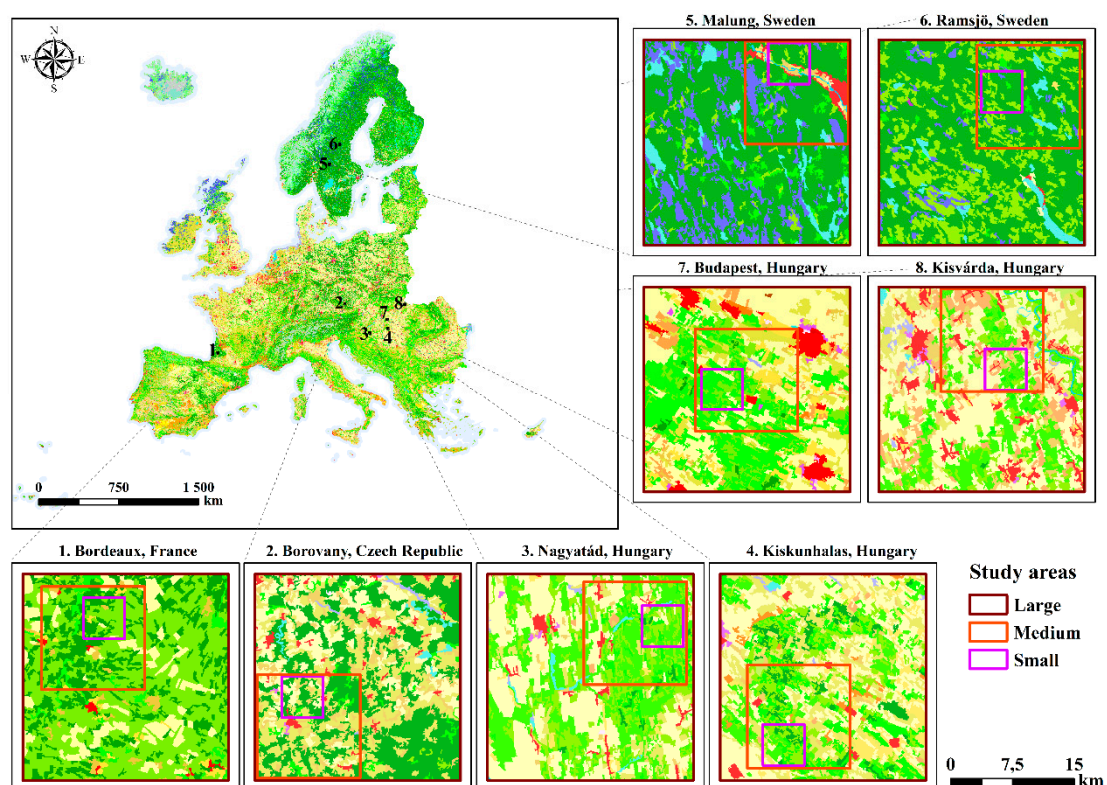 N
W E
S
5. Malung, Sweden
6. Ramsjö, Sweden
6
5
2
8
7
3
4
1
7. Budapest, Hungary
8. Kisvárda, Hungary
0 750 1 500
km
1. Bordeaux, France
2. Borovany, Czech Republic
3. Nagyatád, Hungary
4. Kiskunhalas, Hungary
Study areas
Large
Medium
Small
0 7,5 15
km